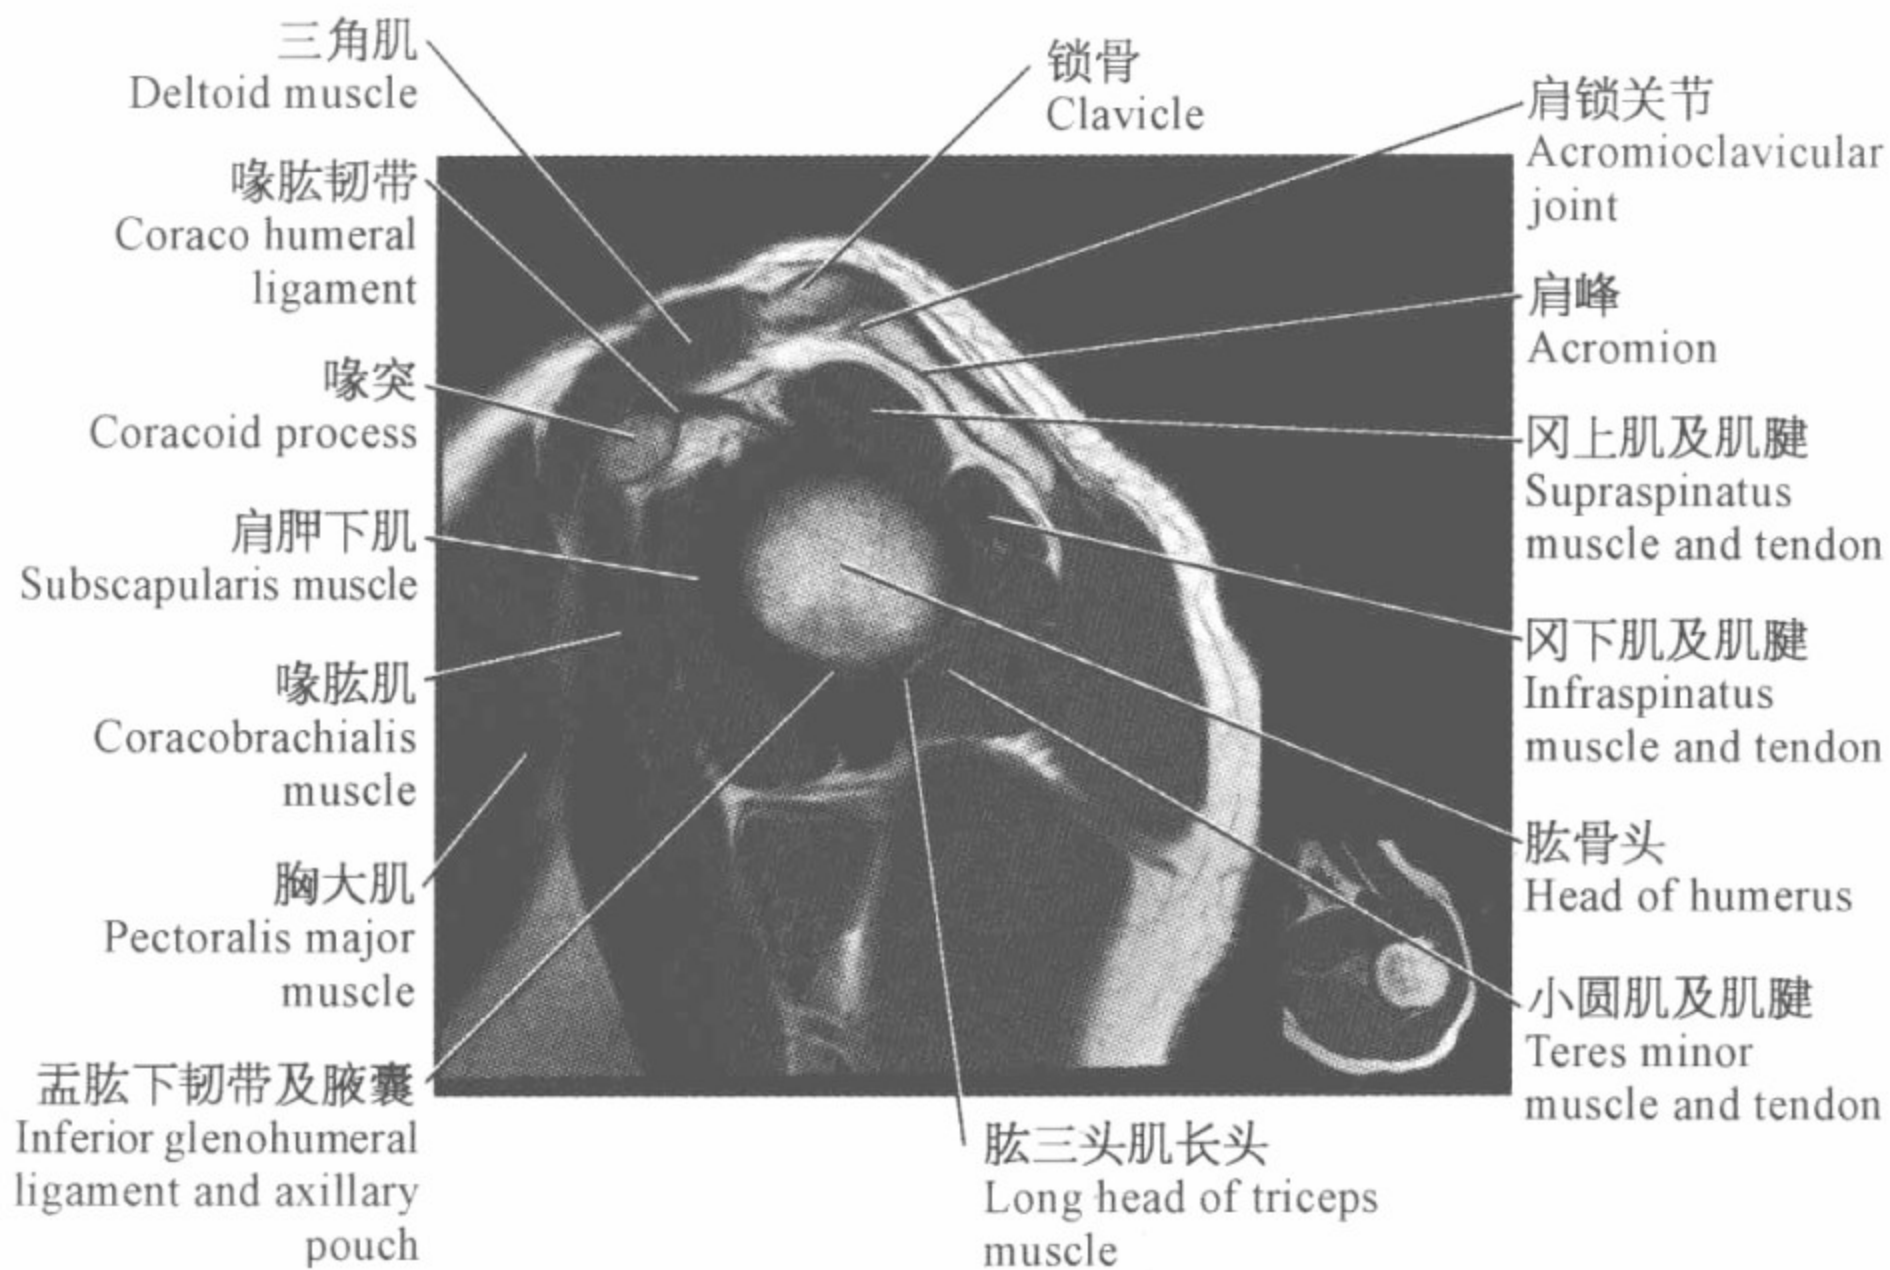 三角肌
Deltoid muscle
喙肱韧带
Coraco humeral
ligament
喙突
Coracoid process
肩胛下肌
Subscapularis muscle
喙肱肌
Coracobrachialis
muscle
胸大肌
Pectoralis major
muscle
盂肱下韧带及腋囊
Inferior glenohumeral
ligament and axillary
pouch
锁骨
Clavicle
肩锁关节
Acromioclavicular
joint
肩峰
Acromion
冈上肌及肌腱
Supraspinatus
muscle and tendon
冈下肌及肌腱
Infraspinatus
muscle and tendon
肱骨头
Head of humerus
小圆肌及肌腱
Teres minor
muscle and tendon
肱三头肌长头
Long head of triceps
muscle